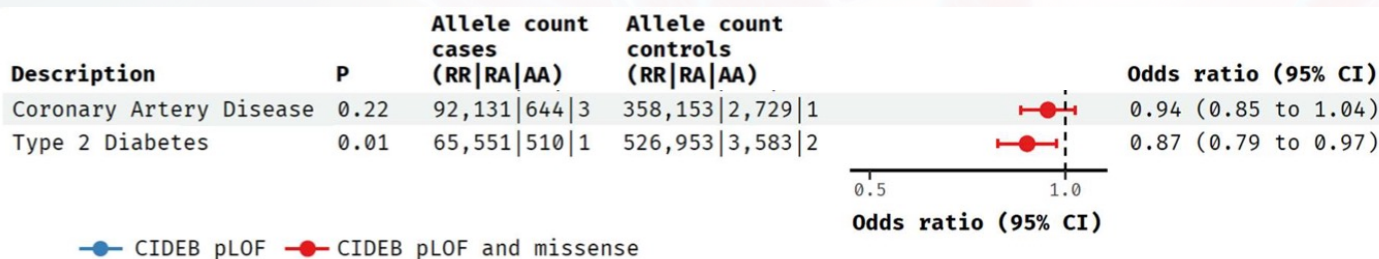 Allele count Allele count
cases controls
Description P (RR|RA|AA) (RR|RA|AA) Odds ratio (95% CI)
Coronary Artery Disease 0.22 92,131|644|3 358,153|2,729|1 0.94 (0.85 to 1.04)
Type 2 Diabetes 0.01 65,551|510|1 526,953|3,583|2 0.87 (0.79 to 0.97)
0.5 1.0
Odds ratio (95% CI)
CIDEB pLOF CIDEB pLOF and missense